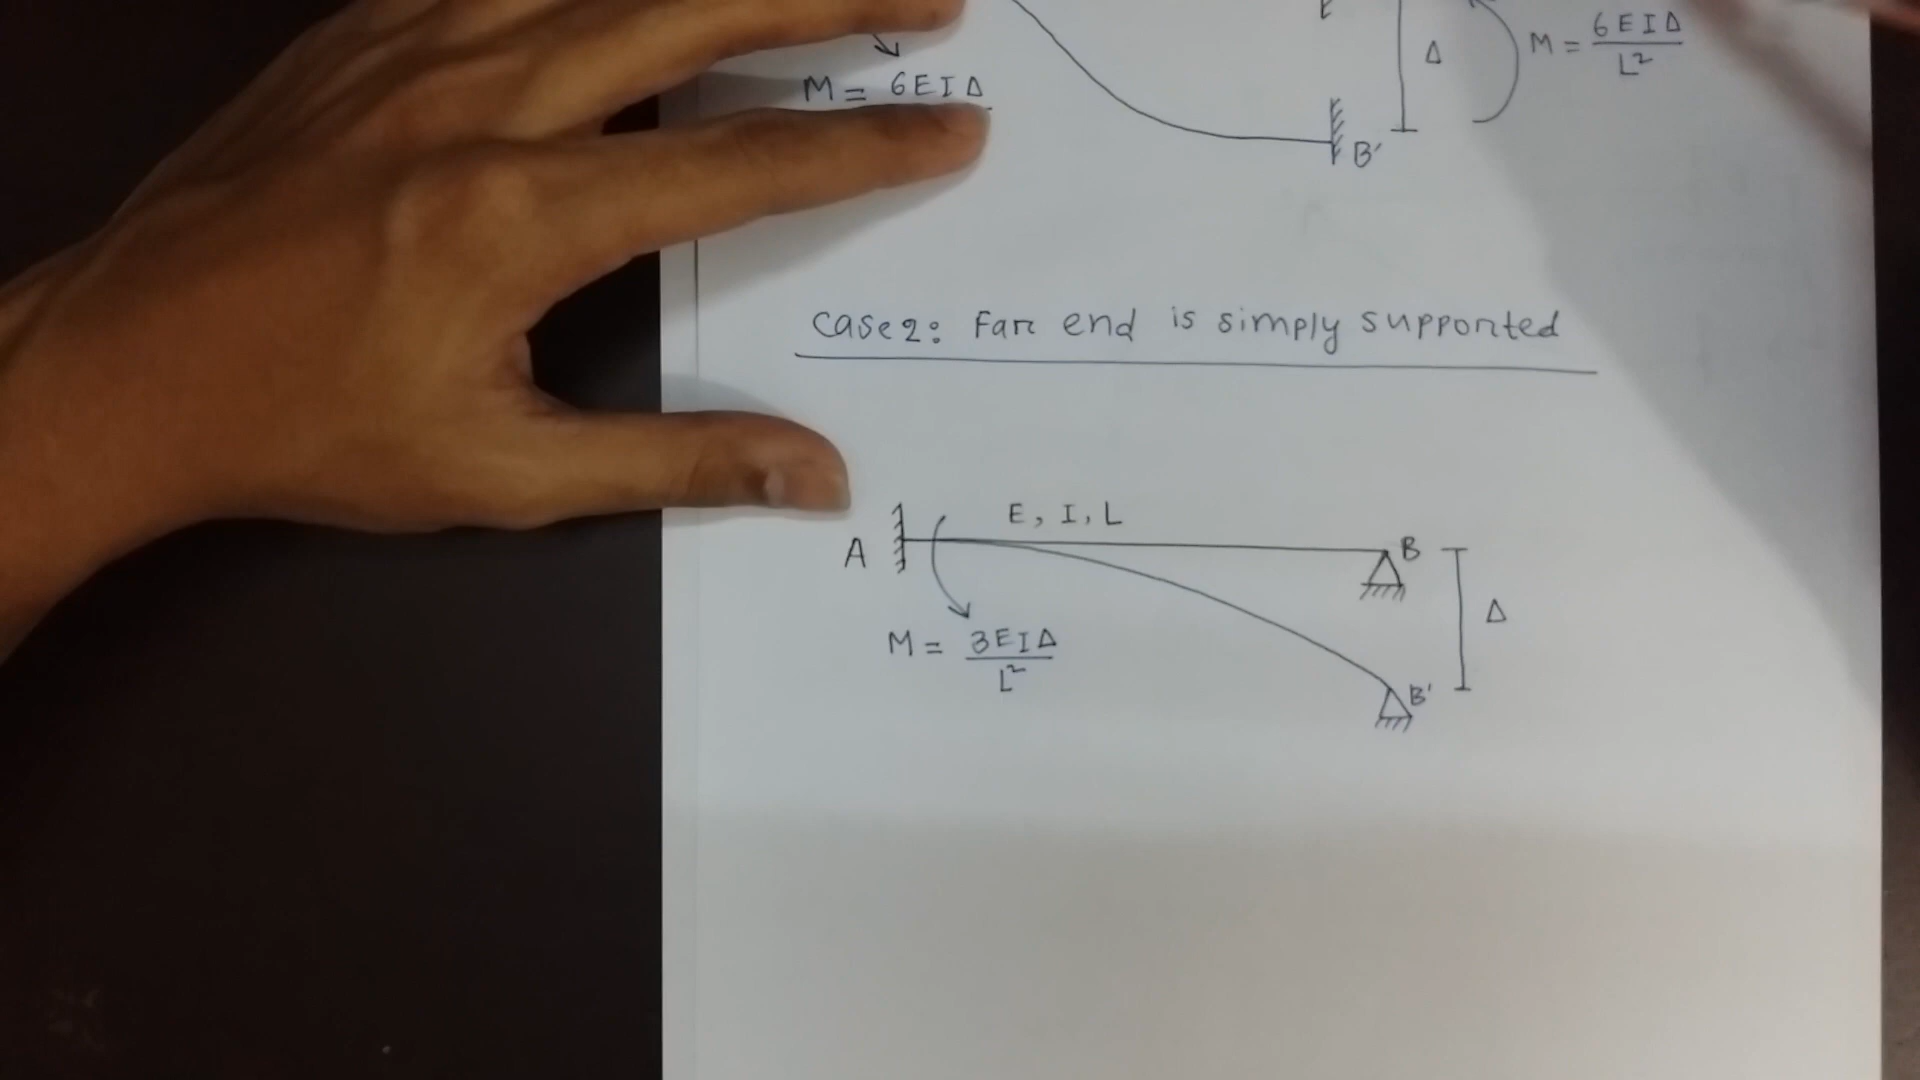 M = 6EIΔ
Δ
M = 6EIΔ / L²
B'
Case 2: Far end is simply supported
E, I, L
A
B
Δ
M = 3EIΔ / L²
B'